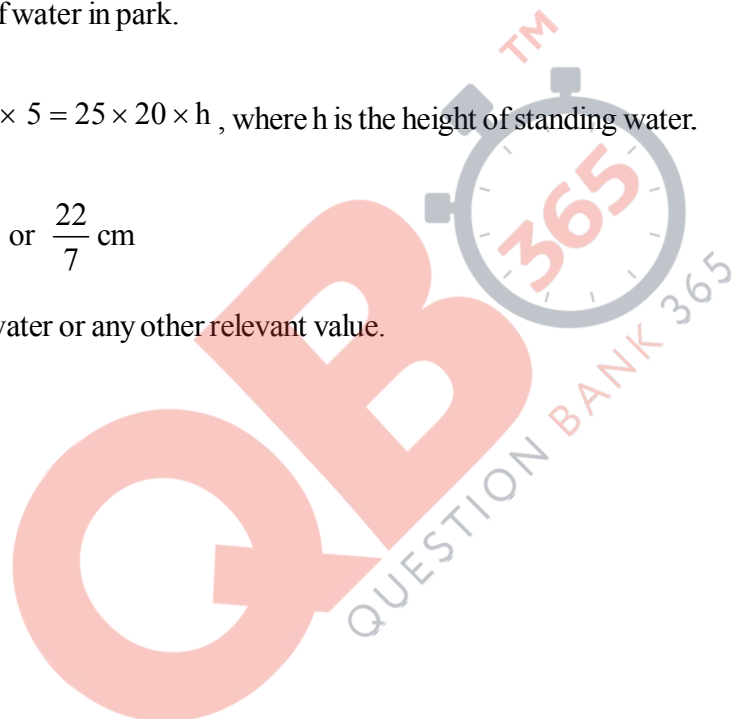 f water in park.
× 5 = 25 × 20 × h , where h is the height of standing water.
or 22/7 cm
water or any other relevant value.
TM
365
QB
QUESTION BANK 365